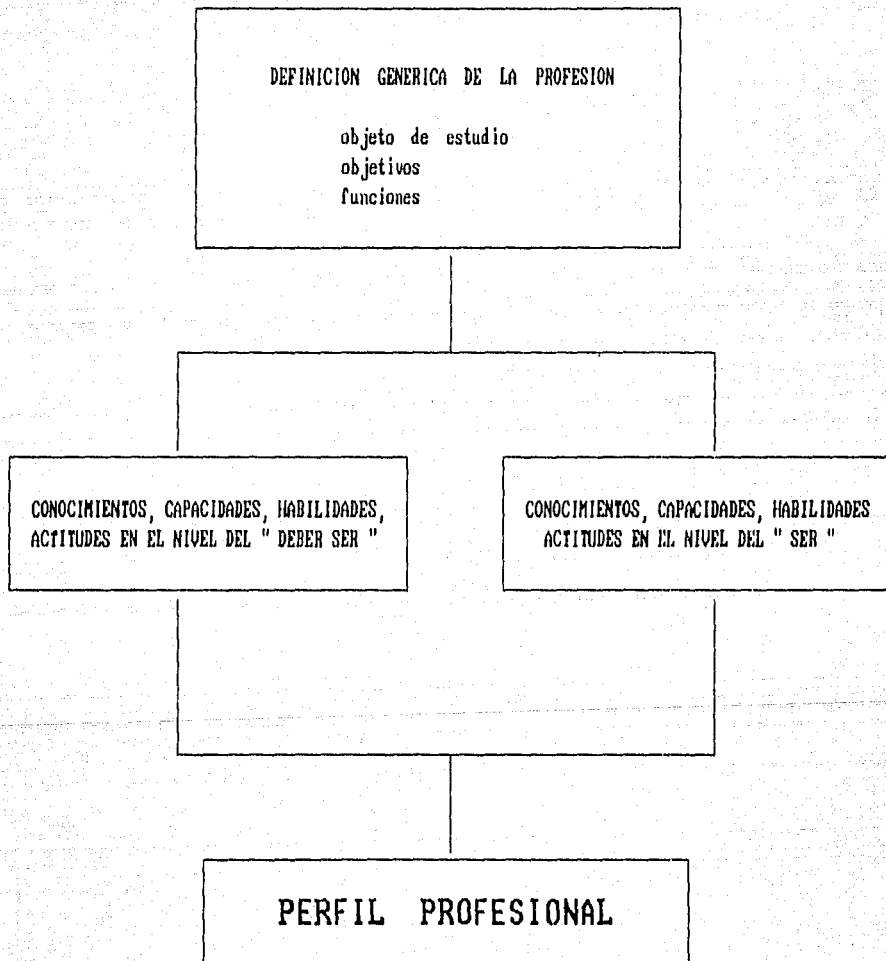 DEFINICION GENERICA DE LA PROFESION
objeto de estudio
objetivos
funciones
CONOCIMIENTOS, CAPACIDADES, HABILIDADES,
ACTITUDES EN EL NIVEL DEL " DEBER SER "
CONOCIMIENTOS, CAPACIDADES, HABILIDADES
ACTITUDES EN EL NIVEL DEL " SER "
PERFIL PROFESIONAL